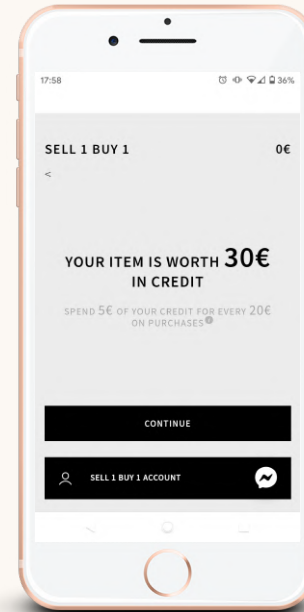 17:58
36%
SELL 1 BUY 1 0€
<
YOUR ITEM IS WORTH 30€
IN CREDIT
SPEND 5€ OF YOUR CREDIT FOR EVERY 20€
ON PURCHASES
CONTINUE
SELL 1 BUY 1 ACCOUNT